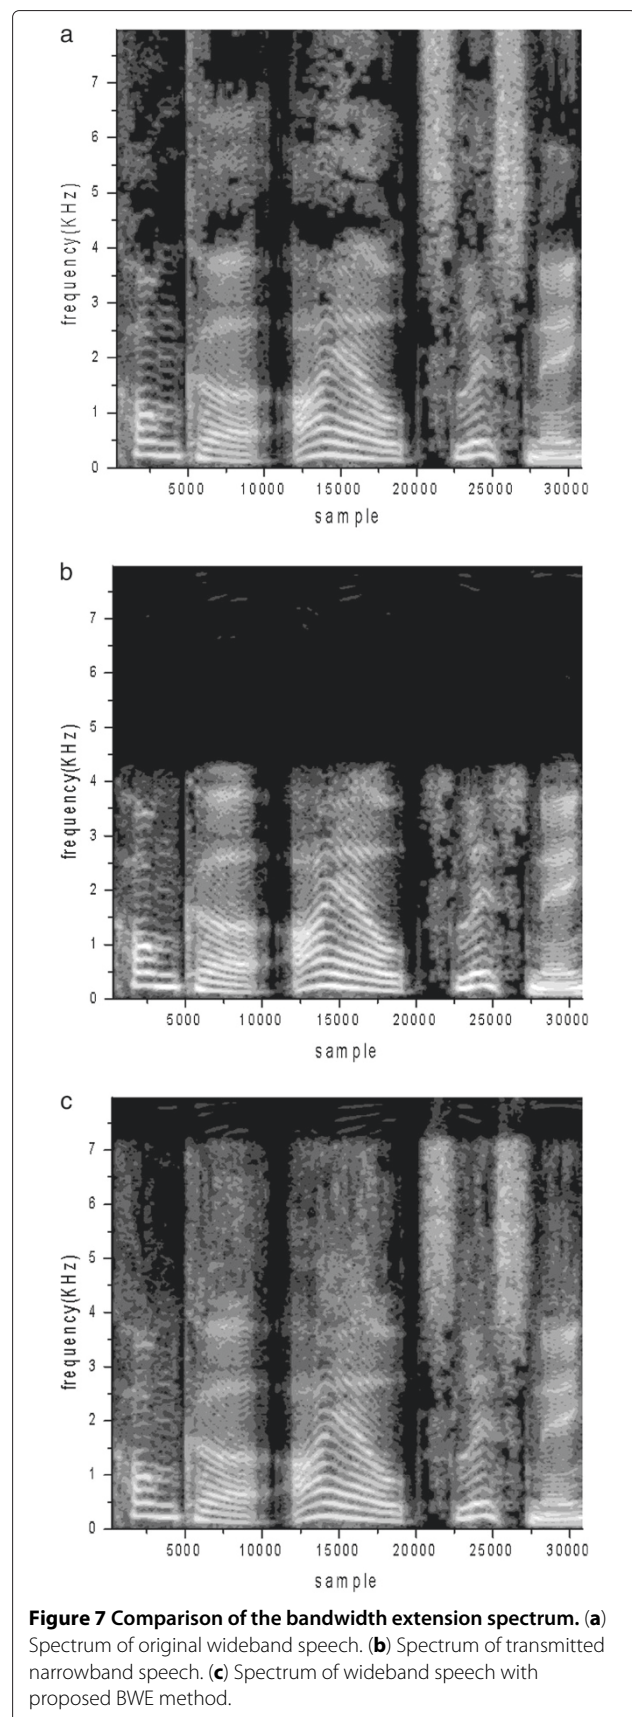 a
7
6
5
4
3
2
1
0
frequency(KHz)
5000 10000 15000 20000 25000 30000
sample
b
7
6
5
4
3
2
1
0
frequency(KHz)
5000 10000 15000 20000 25000 30000
sample
c
7
6
5
4
3
2
1
0
frequency(KHz)
5000 10000 15000 20000 25000 30000
sample
Figure 7 Comparison of the bandwidth extension spectrum. (a)
Spectrum of original wideband speech. (b) Spectrum of transmitted
narrowband speech. (c) Spectrum of wideband speech with
proposed BWE method.